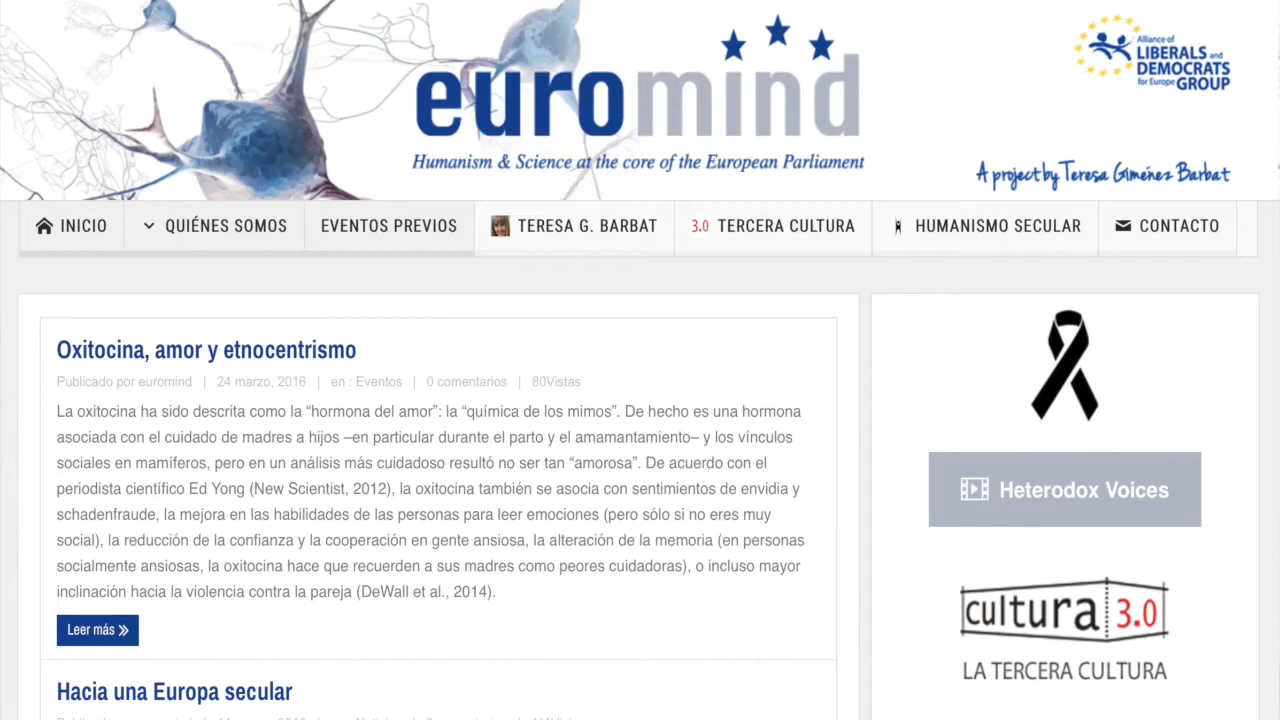 Alliance of
LIBERALS and
DEMOCRATS
for Europe GROUP
euromind
Humanism & Science at the core of the European Parliament
A project by Teresa Giménez Barbat
INICIO
QUIÉNES SOMOS
EVENTOS PREVIOS
TERESA G. BARBAT
3.0 TERCERA CULTURA
HUMANISMO SECULAR
CONTACTO
Oxitocina, amor y etnocentrismo
Publicado por euromind | 24 marzo, 2016 | en : Eventos | 0 comentarios | 80Vistas
La oxitocina ha sido descrita como la “hormona del amor”: la “química de los mimos”. De hecho es una hormona
asociada con el cuidado de madres a hijos –en particular durante el parto y el amamantamiento– y los vínculos
sociales en mamíferos, pero en un análisis más cuidadoso resultó no ser tan “amorosa”. De acuerdo con el
periodista científico Ed Yong (New Scientist, 2012), la oxitocina también se asocia con sentimientos de envidia y
schadenfraude, la mejora en las habilidades de las personas para leer emociones (pero sólo si no eres muy
social), la reducción de la confianza y la cooperación en gente ansiosa, la alteración de la memoria (en personas
socialmente ansiosas, la oxitocina hace que recuerden a sus madres como peores cuidadoras), o incluso mayor
inclinación hacia la violencia contra la pareja (DeWall et al., 2014).
Leer más
Hacia una Europa secular
Heterodox Voices
cultura 3.0
LA TERCERA CULTURA